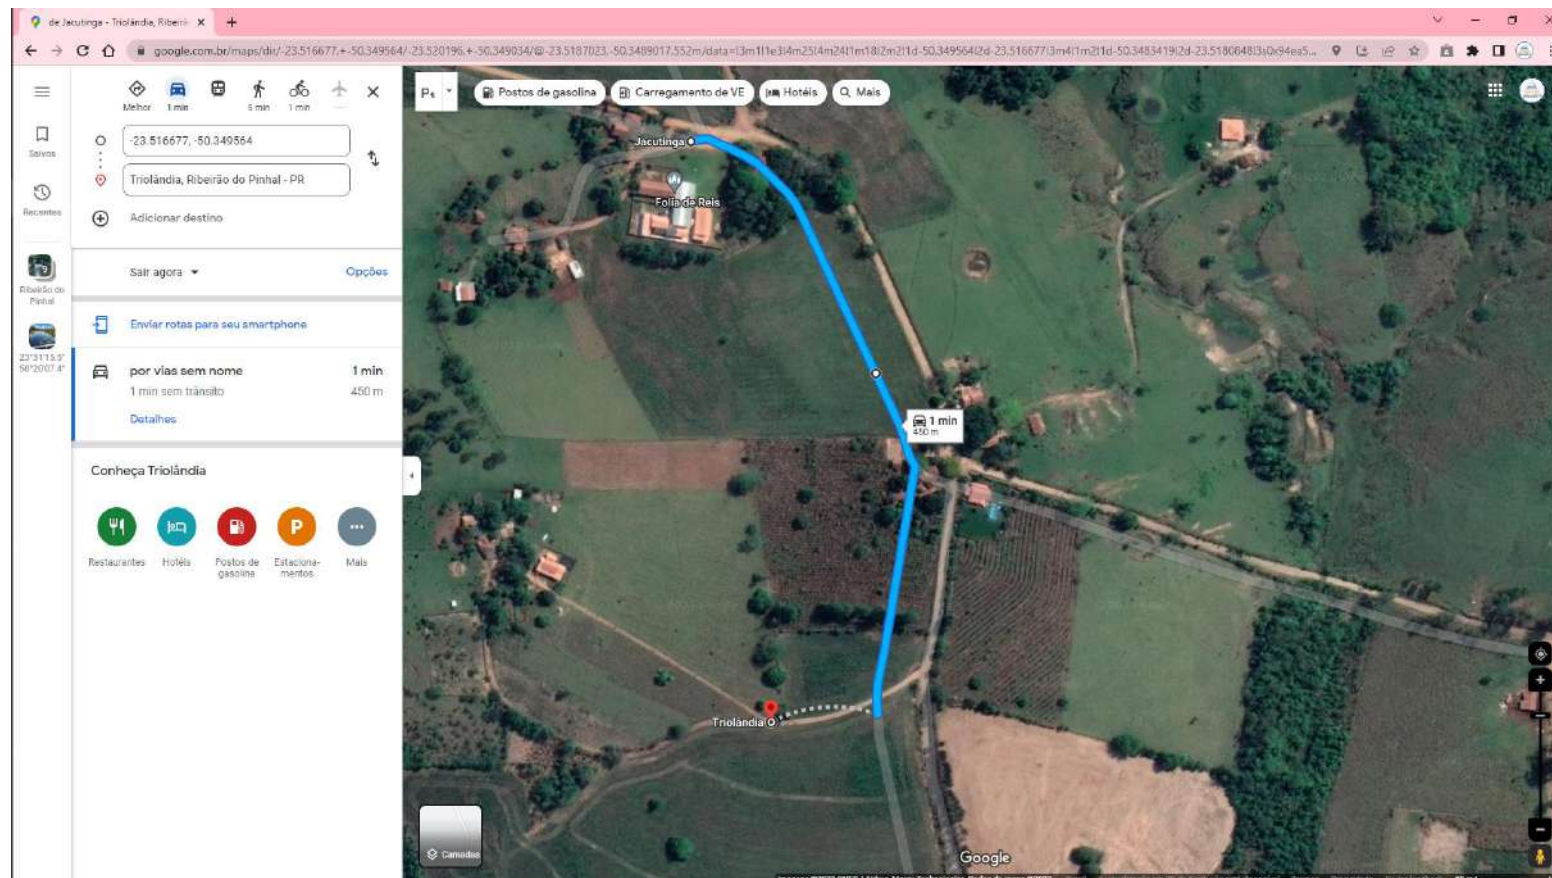 de Jacutinga - Triolândia, Ribeirã
google.com.br/maps/dir/-23.516677,+-50.349564/-23.520196,+-50.349034/@-23.5187023,-50.3489017,552m/
Melhor
1 min
5 min
1 min
-23.516677, -50.349564
Triolândia, Ribeirão do Pinhal - PR
Adicionar destino
Sair agora
Opções
Enviar rotas para seu smartphone
por vias sem nome
1 min
1 min sem trânsito
450 m
Detalhes
Conheça Triolândia
Restaurantes
Hotéis
Postos de
gasolina
Estaciona-
mentos
Mais
Salvos
Recentes
Ribeirão do
Pinhal
Postos de gasolina
Carregamento de VE
Hotéis
Mais
Jacutinga
Folia de Reis
1 min
450 m
Triolândia
Camadas
Google